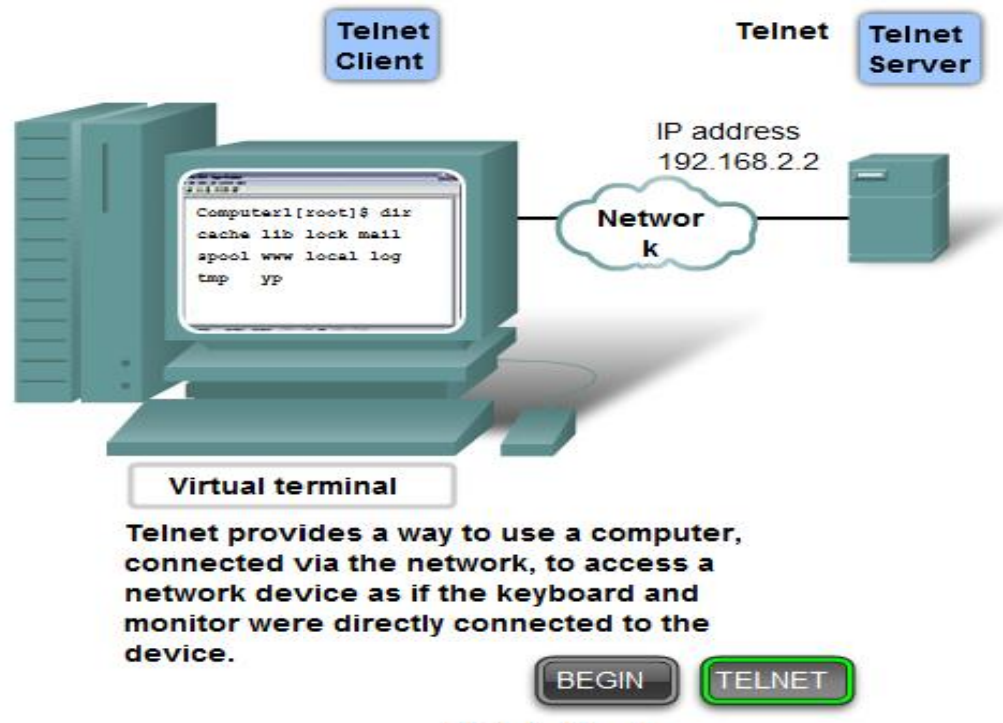 Telnet
Client
Telnet
Telnet
Server
IP address
192.168.2.2
Computer1[root]$ dir
cache lib lock mail
spool www local log
tmp yp
Networ
k
Virtual terminal
Telnet provides a way to use a computer,
connected via the network, to access a
network device as if the keyboard and
monitor were directly connected to the
device.
BEGIN
TELNET